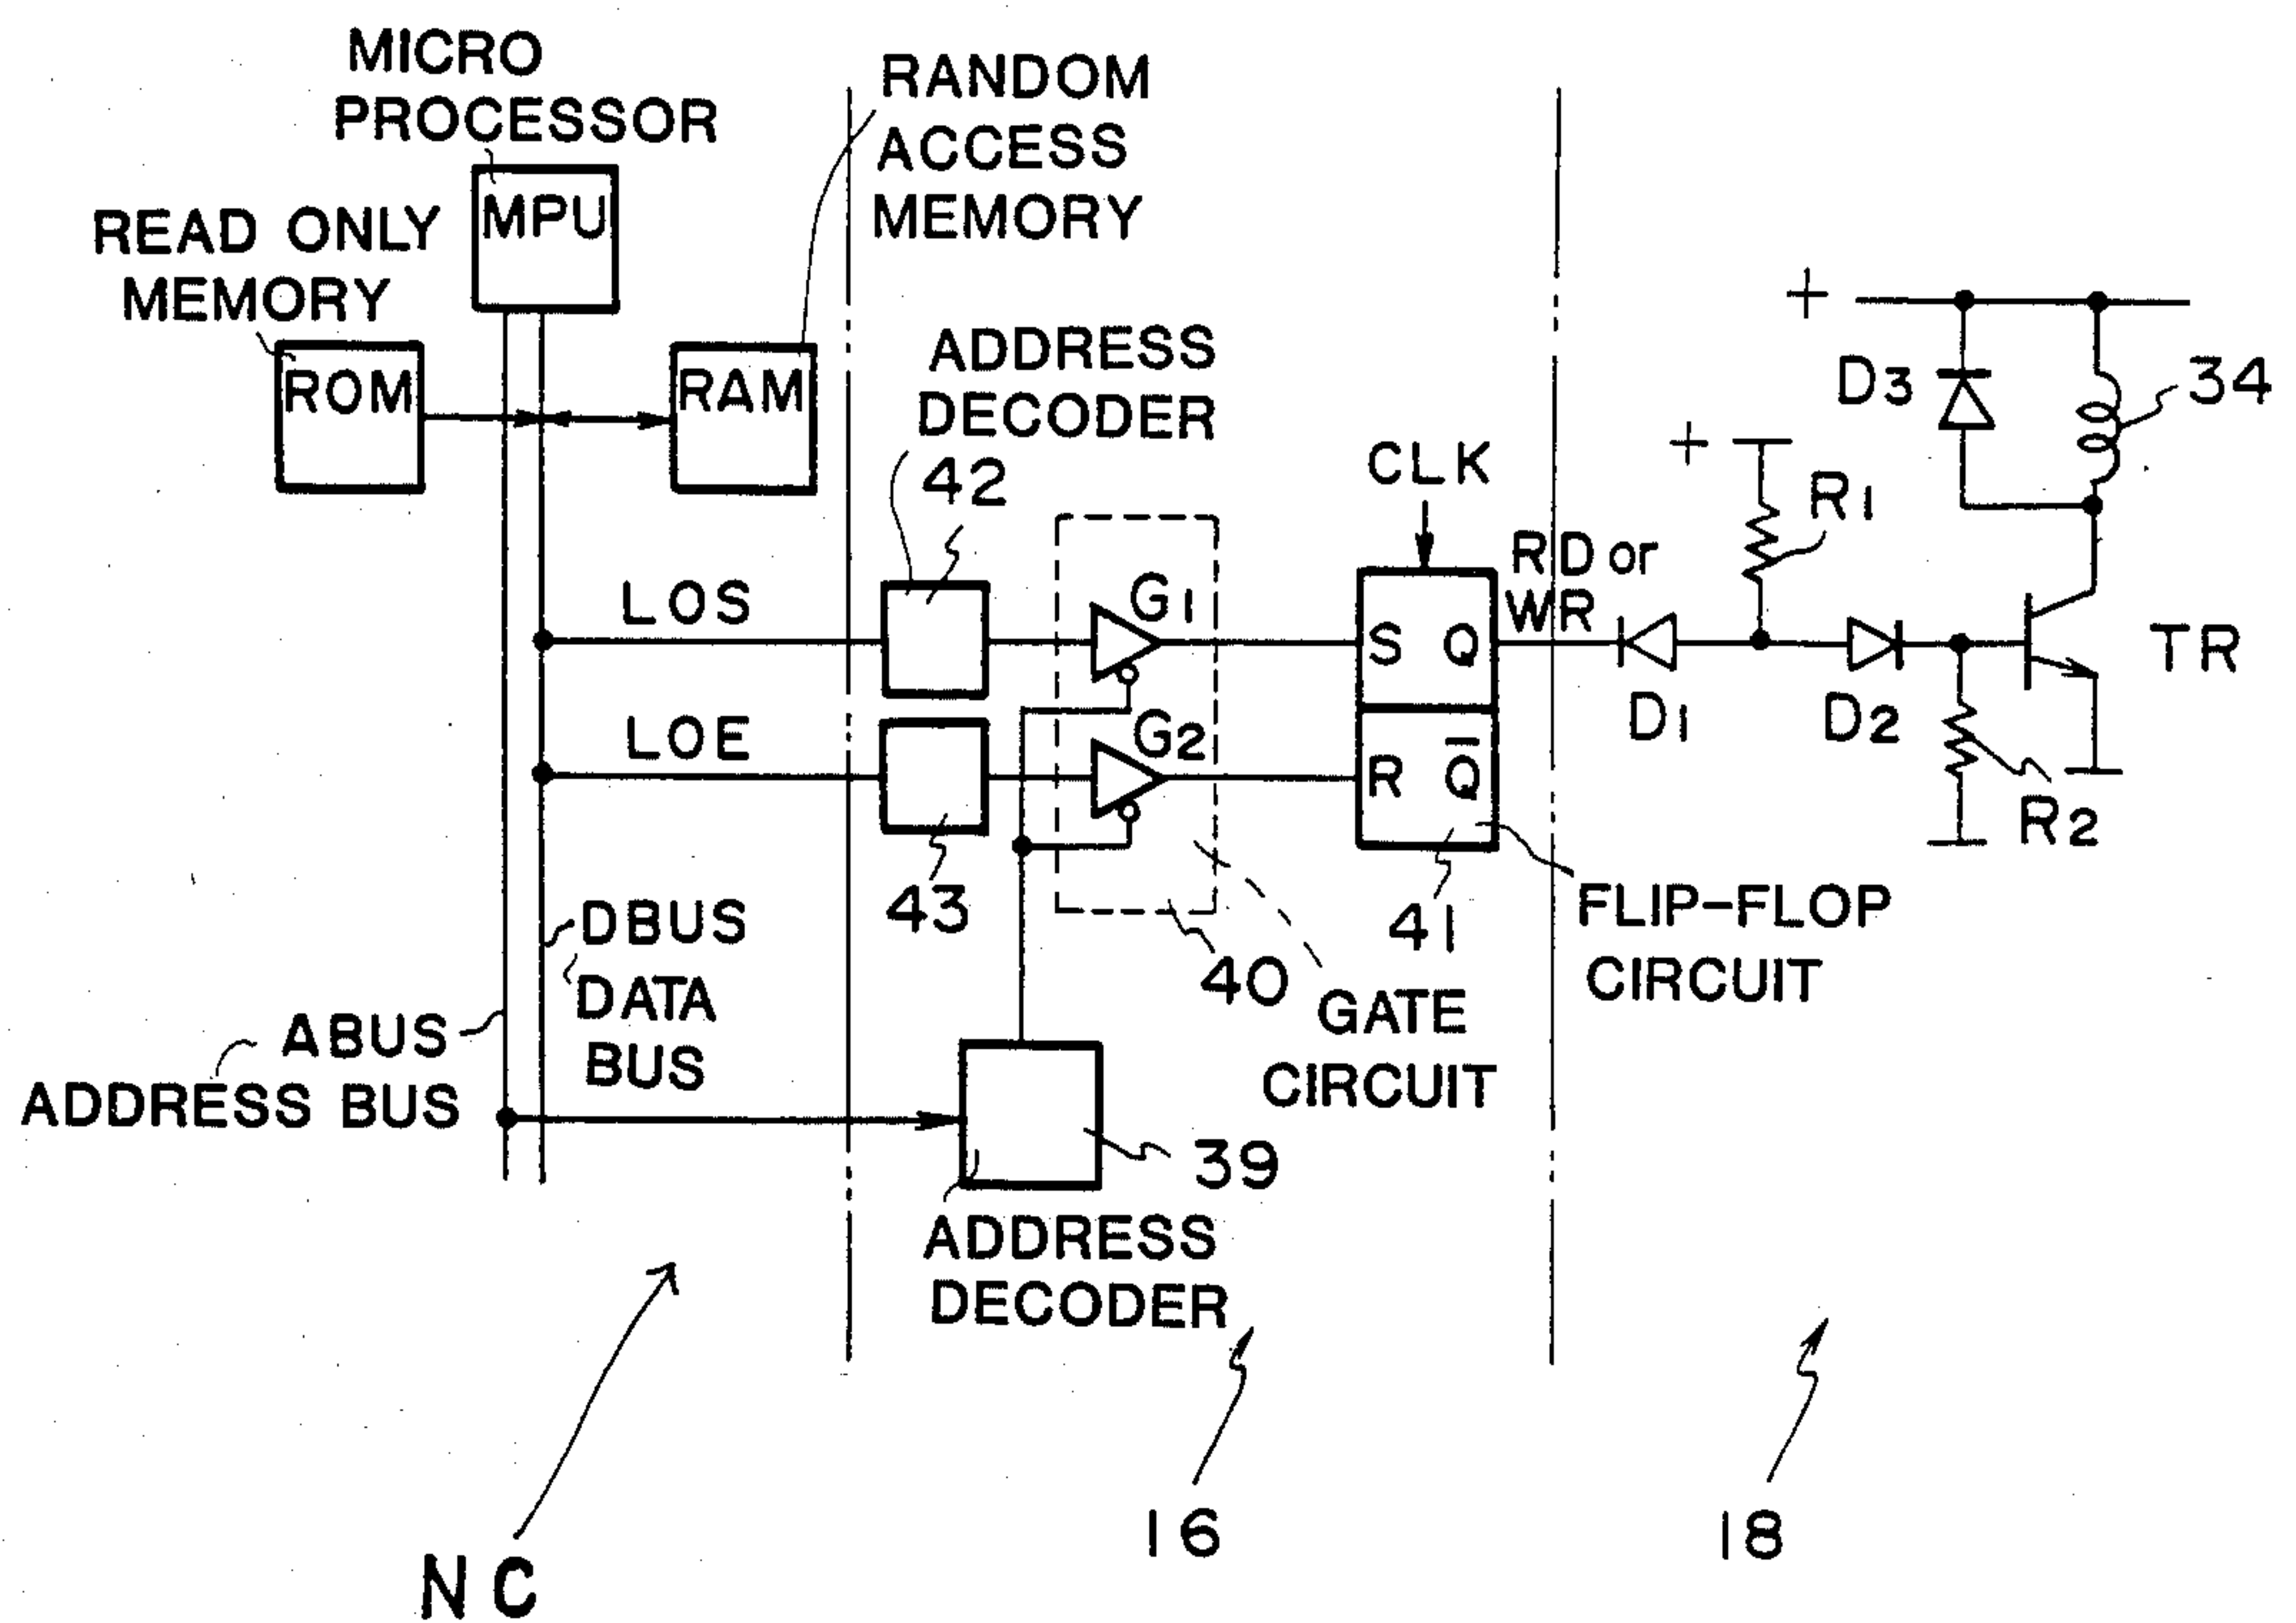 MICRO
PROCESSOR
MPU
READ ONLY
MEMORY
ROM
RANDOM
ACCESS
MEMORY
RAM
ADDRESS
DECODER
42
LOS
LOE
43
G1
G2
CLK
S Q
R Q̅
41
RD or
WR
D1
+
R1
D2
+
D3
34
TR
R2
FLIP-FLOP
CIRCUIT
40
GATE
CIRCUIT
DBUS
DATA
BUS
ABUS
ADDRESS BUS
39
ADDRESS
DECODER
NC
16
18